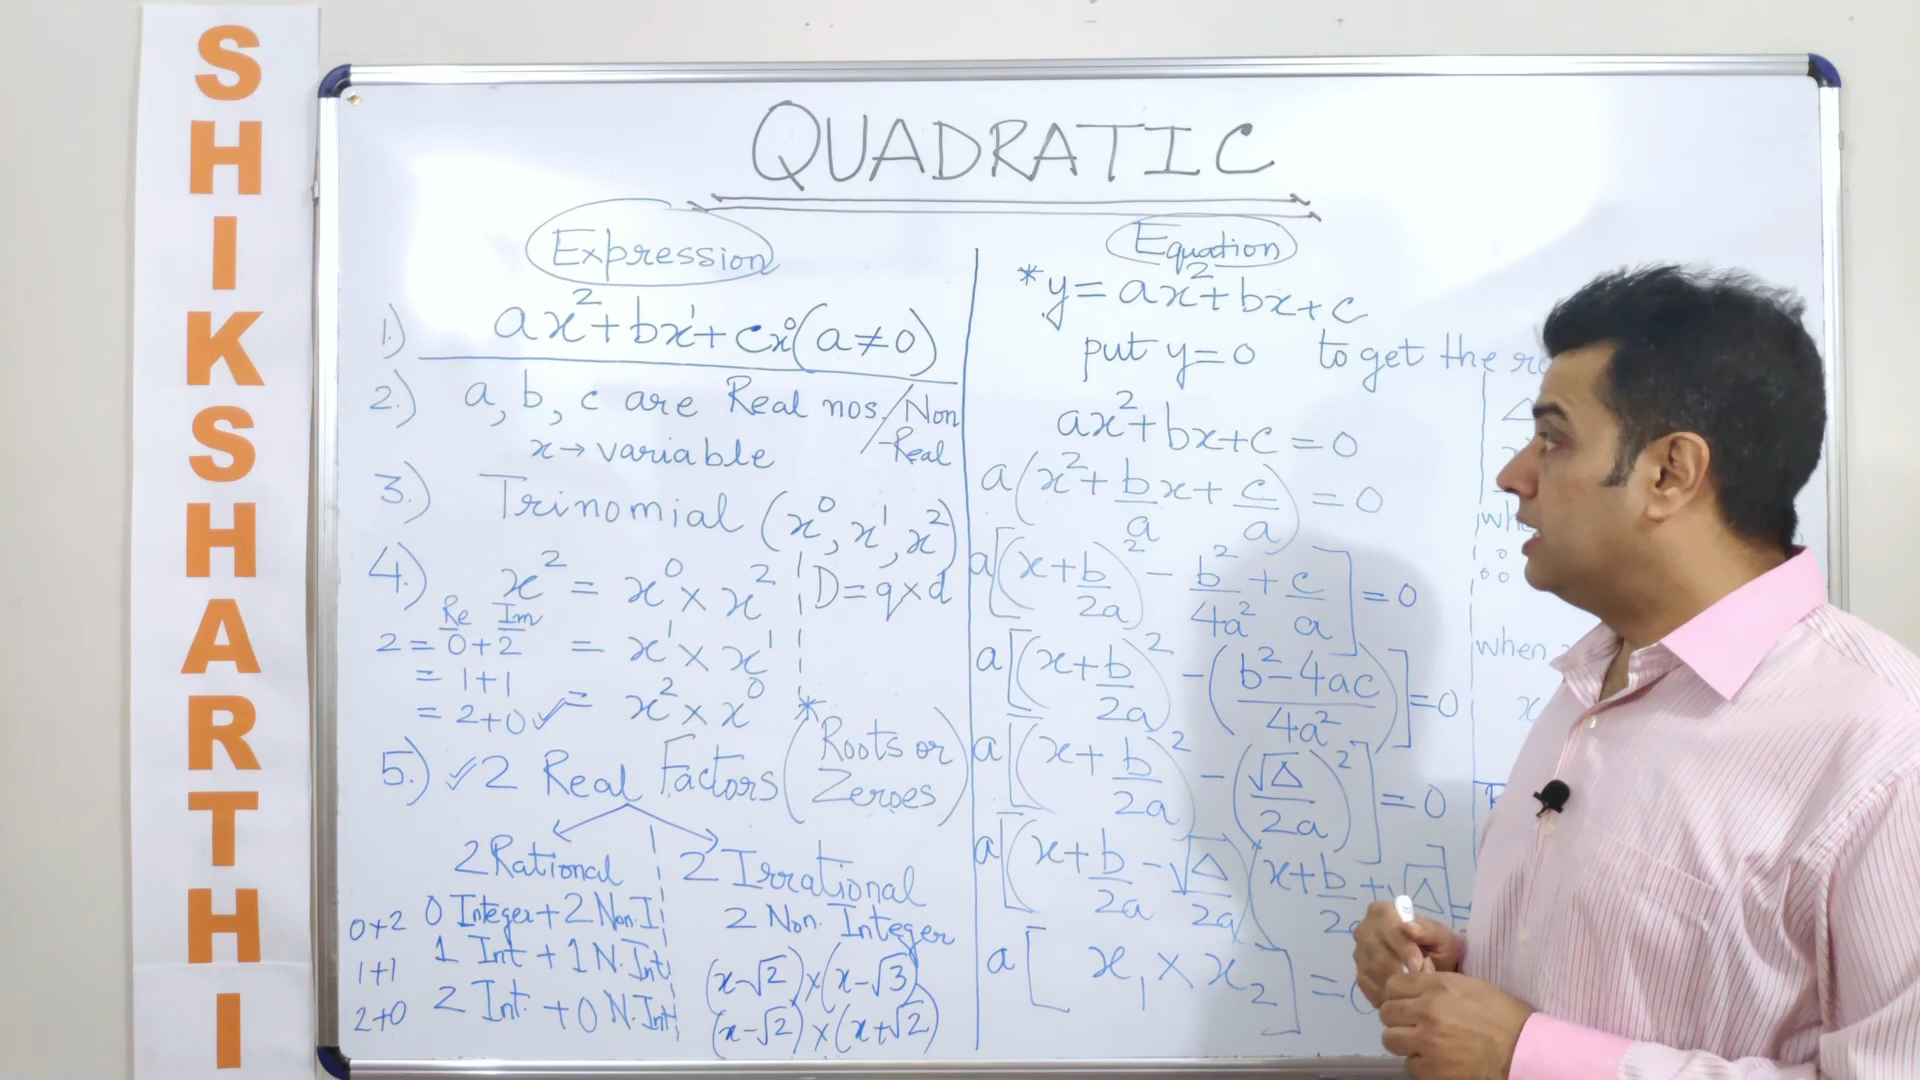 SHIKSHARTHI
QUADRATIC
Expression
1.) ax²+bx¹+cx⁰(a≠0)
2.) a, b, c are Real nos./Non-Real
x→variable
3.) Trinomial (x⁰, x¹, x²)
4.) x² = x⁰ × x² D=q×d
Re Im
2=0+2 = x¹ × x¹
= 1+1
= 2+0 ✓ = x² × x⁰
5.) ✓2 Real Factors (*Roots or Zeroes)
2 Rational 2 Irrational
0+2 0 Integer+2 Non.I. 2 Non. Integer
1+1 1 Int + 1 N.Int (x-√2)×(x-√3)
2+0 2 Int. + 0 N.Int (x-√2)×(x+√2)
Equation
*y=ax²+bx+c
put y=0 to get the
ax²+bx+c=0
a(x²+b/a x+c/a)=0
a[(x+b/2a)²-b²/4a²+c/a]=0
a[(x+b/2a)²-(b²-4ac/4a²)]=0
a[(x+b/2a)²-(√Δ/2a)²]=0
a[(x+b/2a-√Δ/2a)(x+b/2a+√Δ =
a[x₁×x₂]=0
when
x